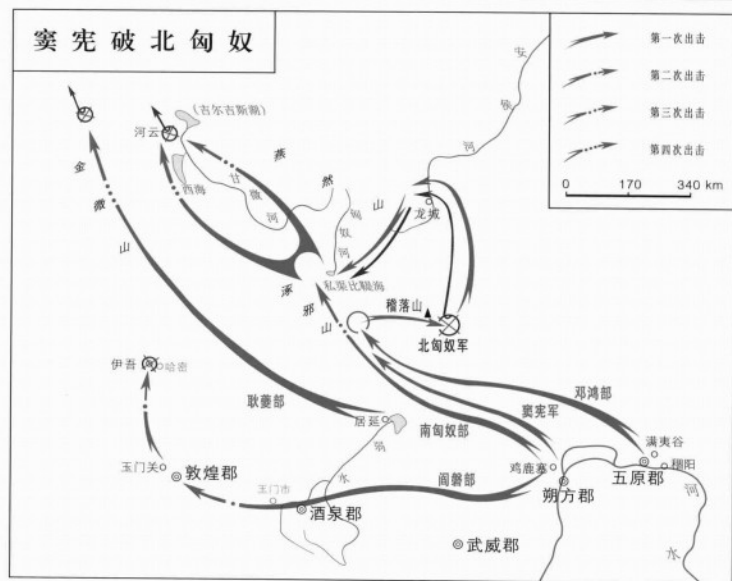 窦宪破北匈奴
第一次出击
第二次出击
第三次出击
第四次出击
0 170 340 km
(吉尔吉斯湖)
河云
西海
甘微河
燕然山
匈奴河
安侯河
龙城
金微山
私渠比鞮海
涿邪山
稽落山
北匈奴军
伊吾
哈密
耿夔部
居延
弱水
南匈奴部
窦宪军
邓鸿部
满夷谷
稒阳
五原郡
鸡鹿塞
朔方郡
河水
玉门关
敦煌郡
玉门市
酒泉郡
阎磐部
武威郡